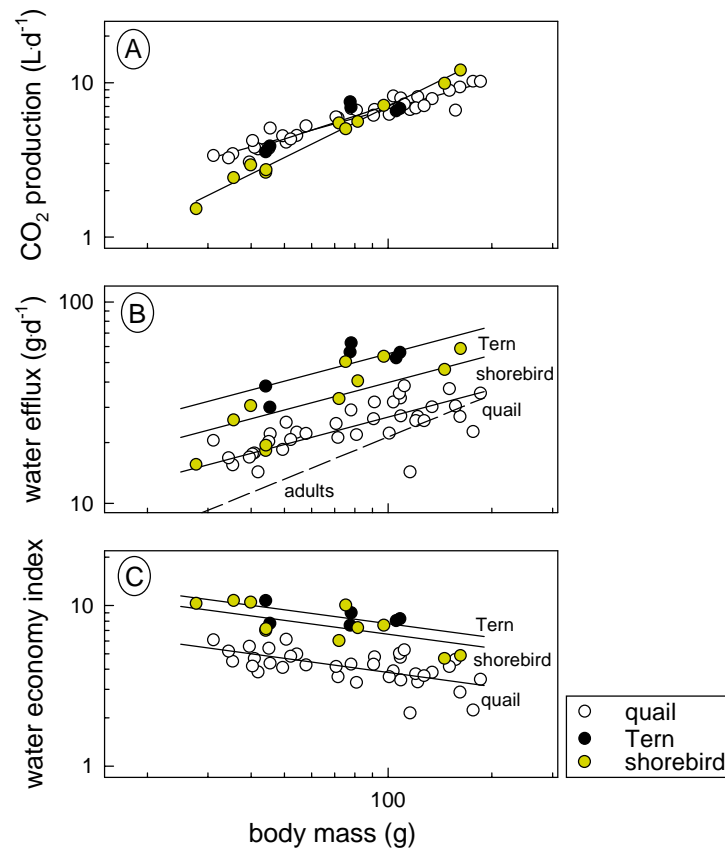 A
CO₂ production (L·d⁻¹)
10
1
B
water efflux (g·d⁻¹)
100
10
Tern
shorebird
quail
adults
C
water economy index
10
1
Tern
shorebird
quail
100
body mass (g)
quail
Tern
shorebird